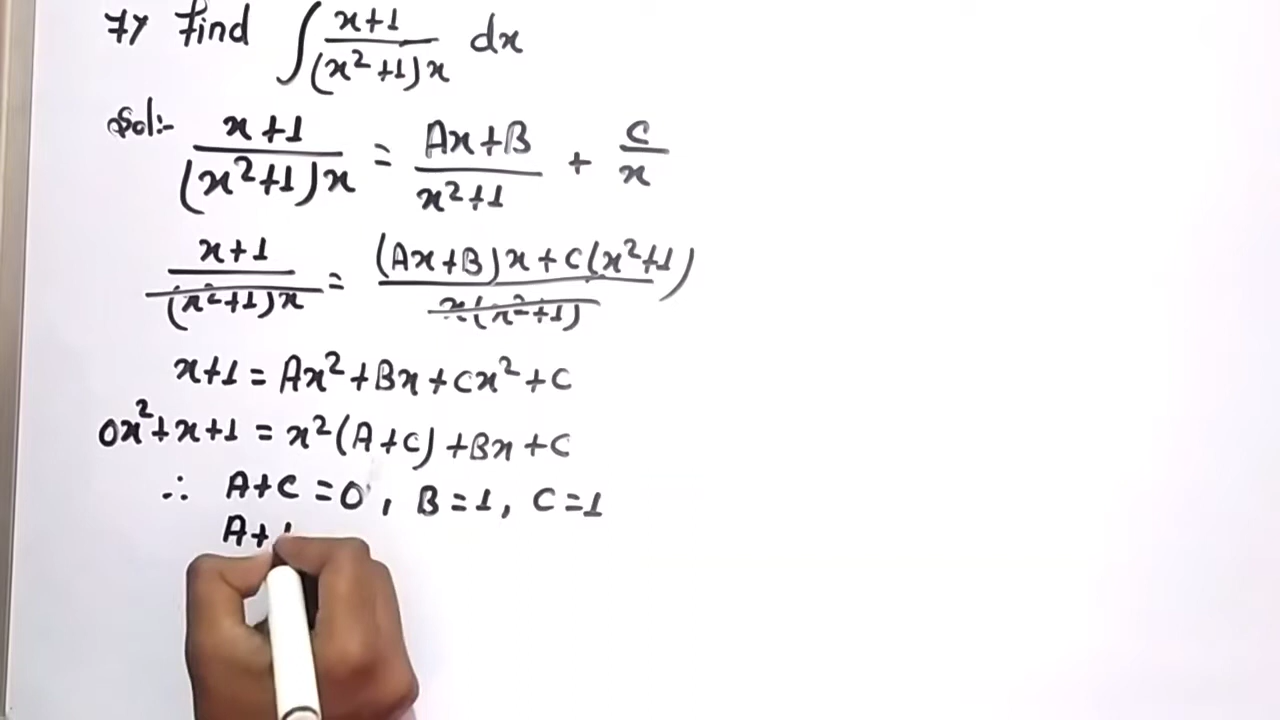 7) Find ∫ x+1/(x²+1)x dx
Sol:- x+1/(x²+1)x = Ax+B/x²+1 + C/x
x+1/(x²+1)x = (Ax+B)x+C(x²+1)/x(x²+1)
x+1 = Ax²+Bx+Cx²+C
0x²+x+1 = x²(A+C)+Bx+C
∴ A+C=0, B=1, C=1
A+1